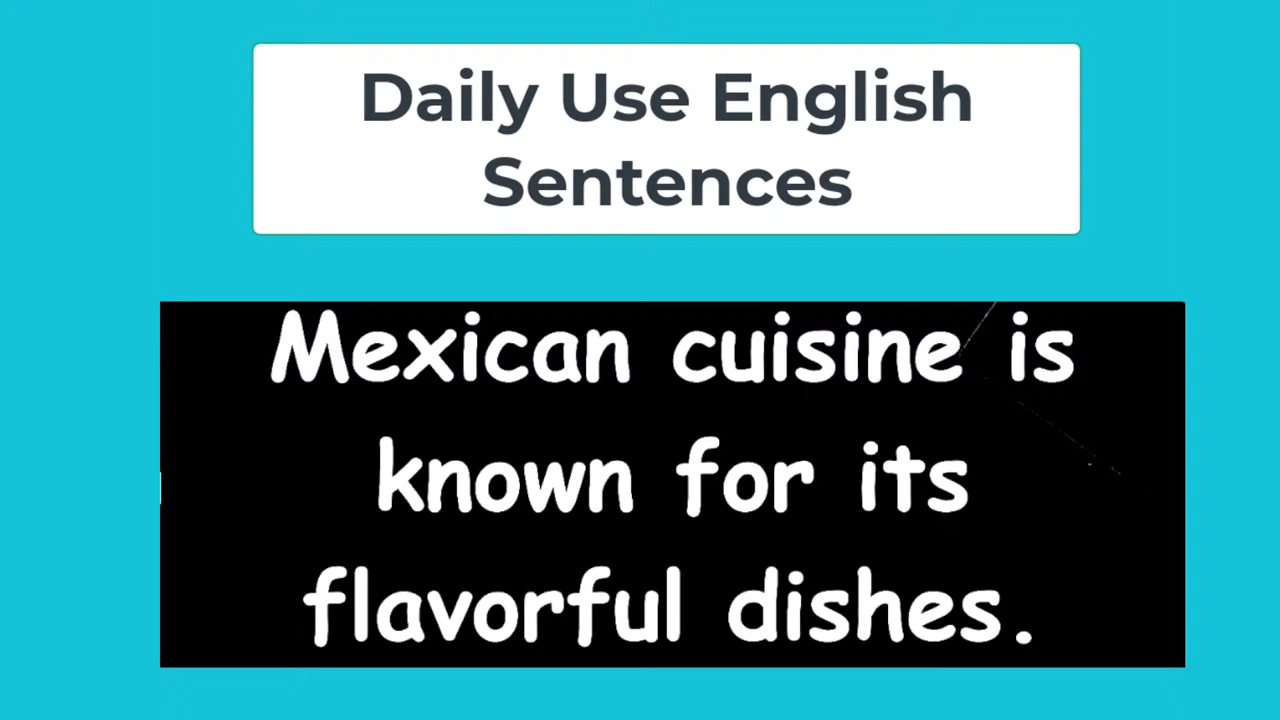 Daily Use English
Sentences
Mexican cuisine is
known for its
flavorful dishes.